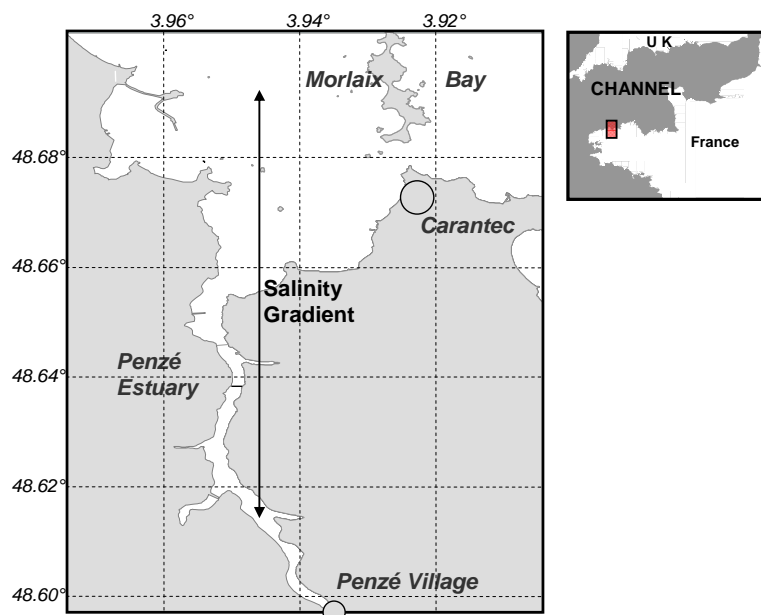 3.96° 3.94° 3.92°
U K
Morlaix Bay
CHANNEL
48.68°
France
Carantec
48.66°
Salinity
Gradient
Penzé
Estuary
48.64°
48.62°
Penzé Village
48.60°